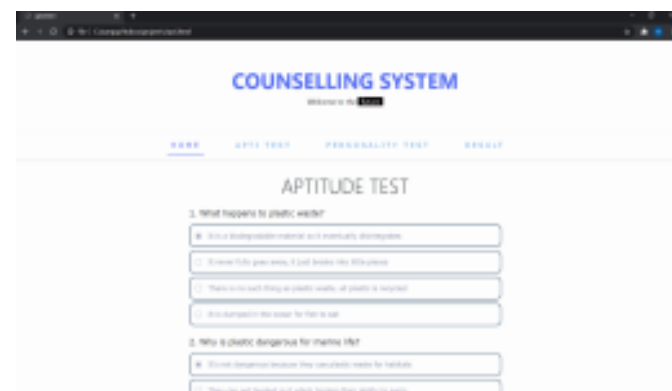 COUNSELLING SYSTEM
Welcome to the
HOME APTI TEST PERSONALITY TEST RESULT
APTITUDE TEST
1. What happens to plastic waste?
It is a biodegradable material so it eventually disintegrates
It never fully goes away, it just breaks into little pieces
There is no such thing as plastic waste, all plastic is recycled
It is dumped in the ocean for fish to eat
2. Why is plastic dangerous for marine life?
It's not dangerous because they use plastic waste for habitats